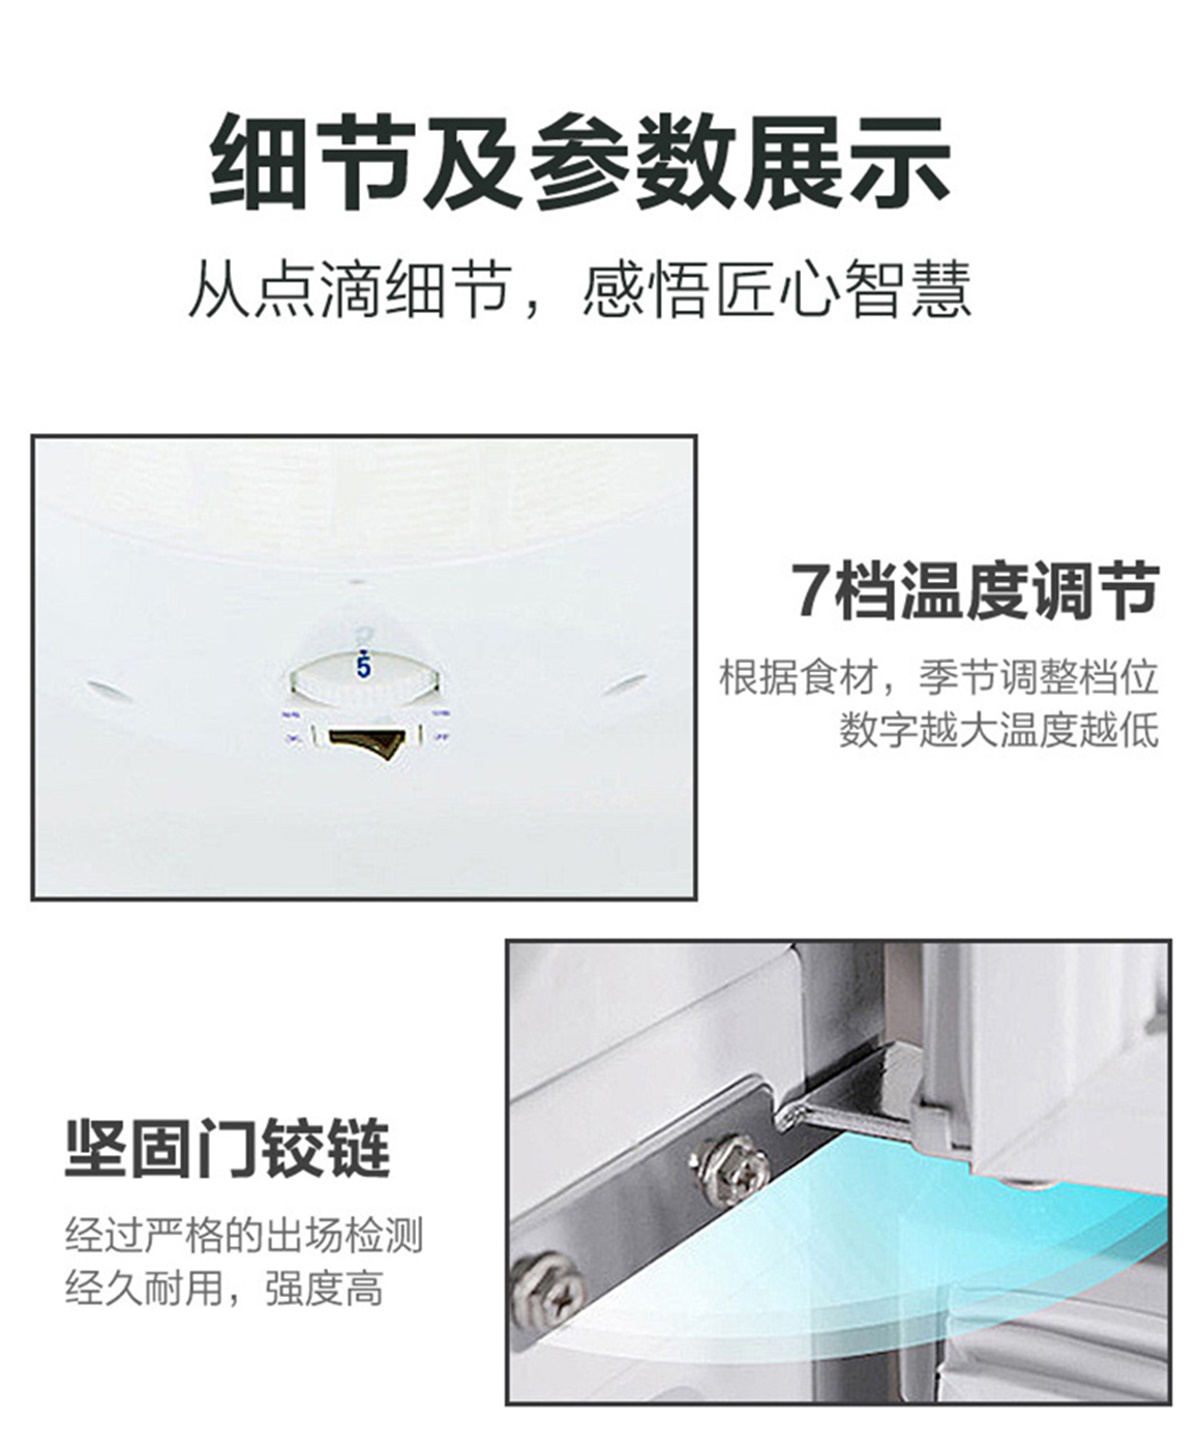 细节及参数展示
从点滴细节，感悟匠心智慧
5
7档温度调节
根据食材，季节调整档位
数字越大温度越低
坚固门铰链
经过严格的出场检测
经久耐用，强度高